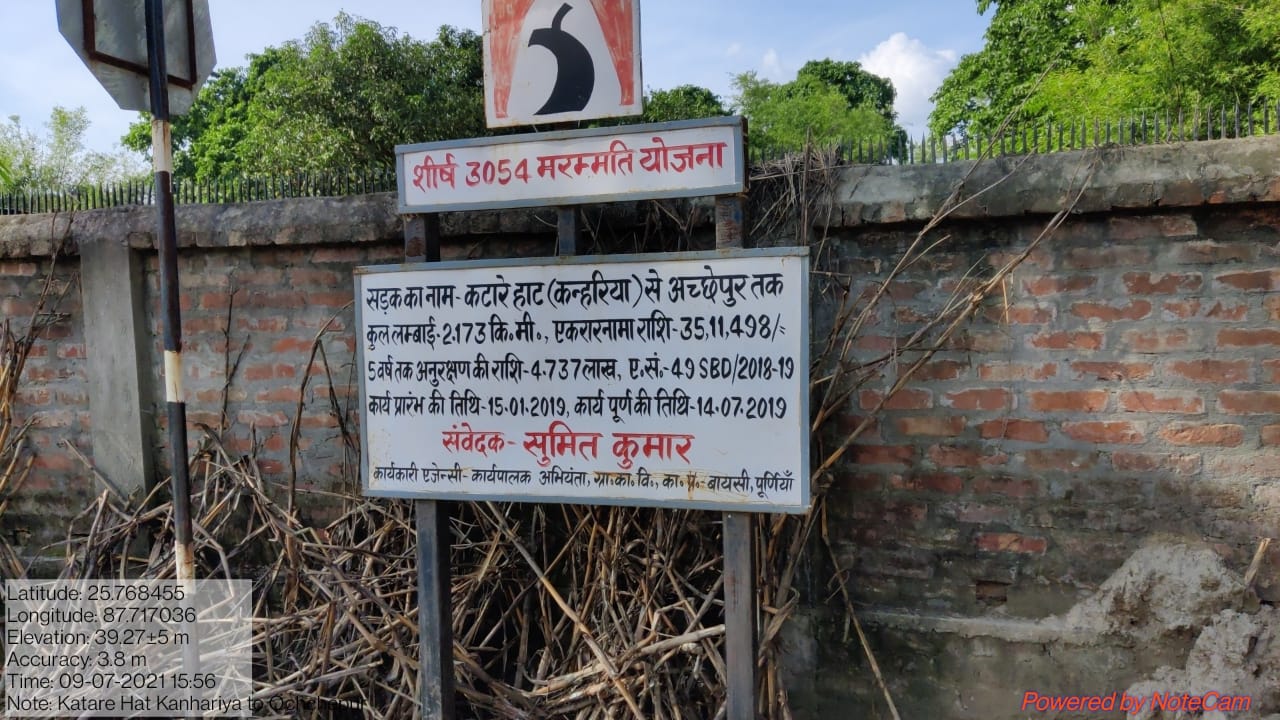 शीर्ष 3054 मरम्मति योजना
सड़क का नाम- कटारे हाट (कन्हरिया) से अच्छेपुर तक
कुल लम्बाई-2.173 कि.मी., एकरारनामा राशि-35,11,498/=
5 वर्ष तक अनुरक्षण की राशि-4.737 लाख, ए.सं.-49 SBD/2018-19
कार्य प्रारंभ की तिथि-15.01.2019, कार्य पूर्ण की तिथि-14.07.2019
संवेदक- सुमित कुमार
कार्यकारी एजेन्सी-कार्यपालक अभियंता, ग्रा.का.वि., का.प्र.- बायसी, पूर्णियाँ
Latitude: 25.768455
Longitude: 87.717036
Elevation: 39.27±5 m
Accuracy: 3.8 m
Time: 09-07-2021 15:56
Note: Katare Hat Kanhariya to
Powered by NoteCam